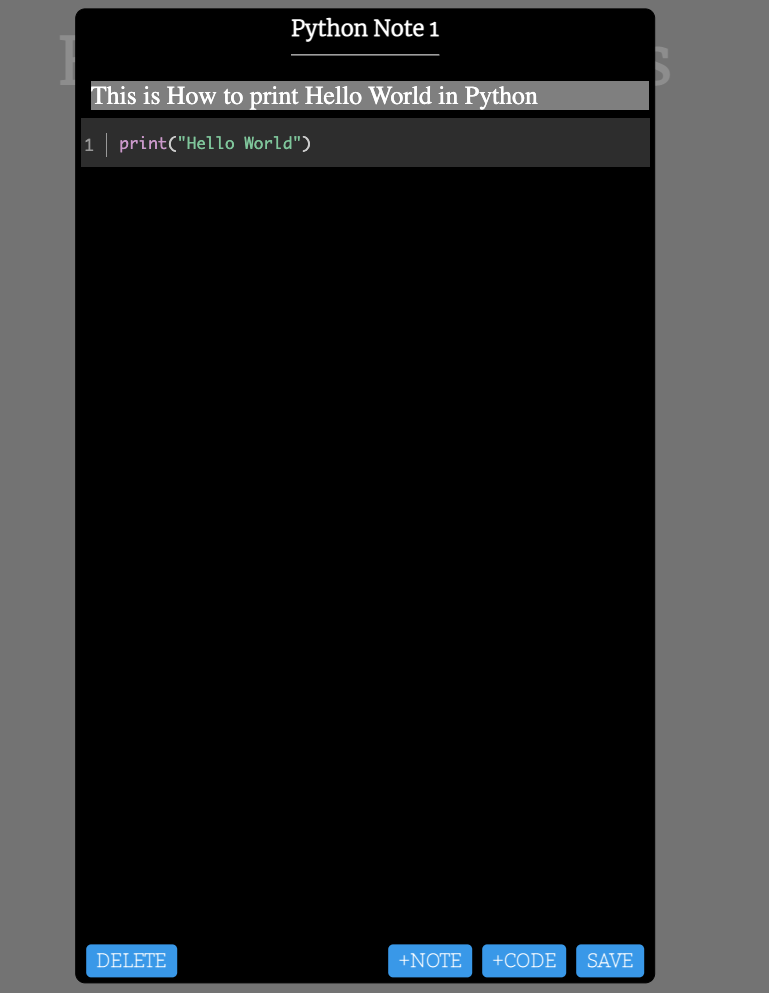 Python Note 1
This is How to print Hello World in Python
1 print("Hello World")
DELETE +NOTE +CODE SAVE